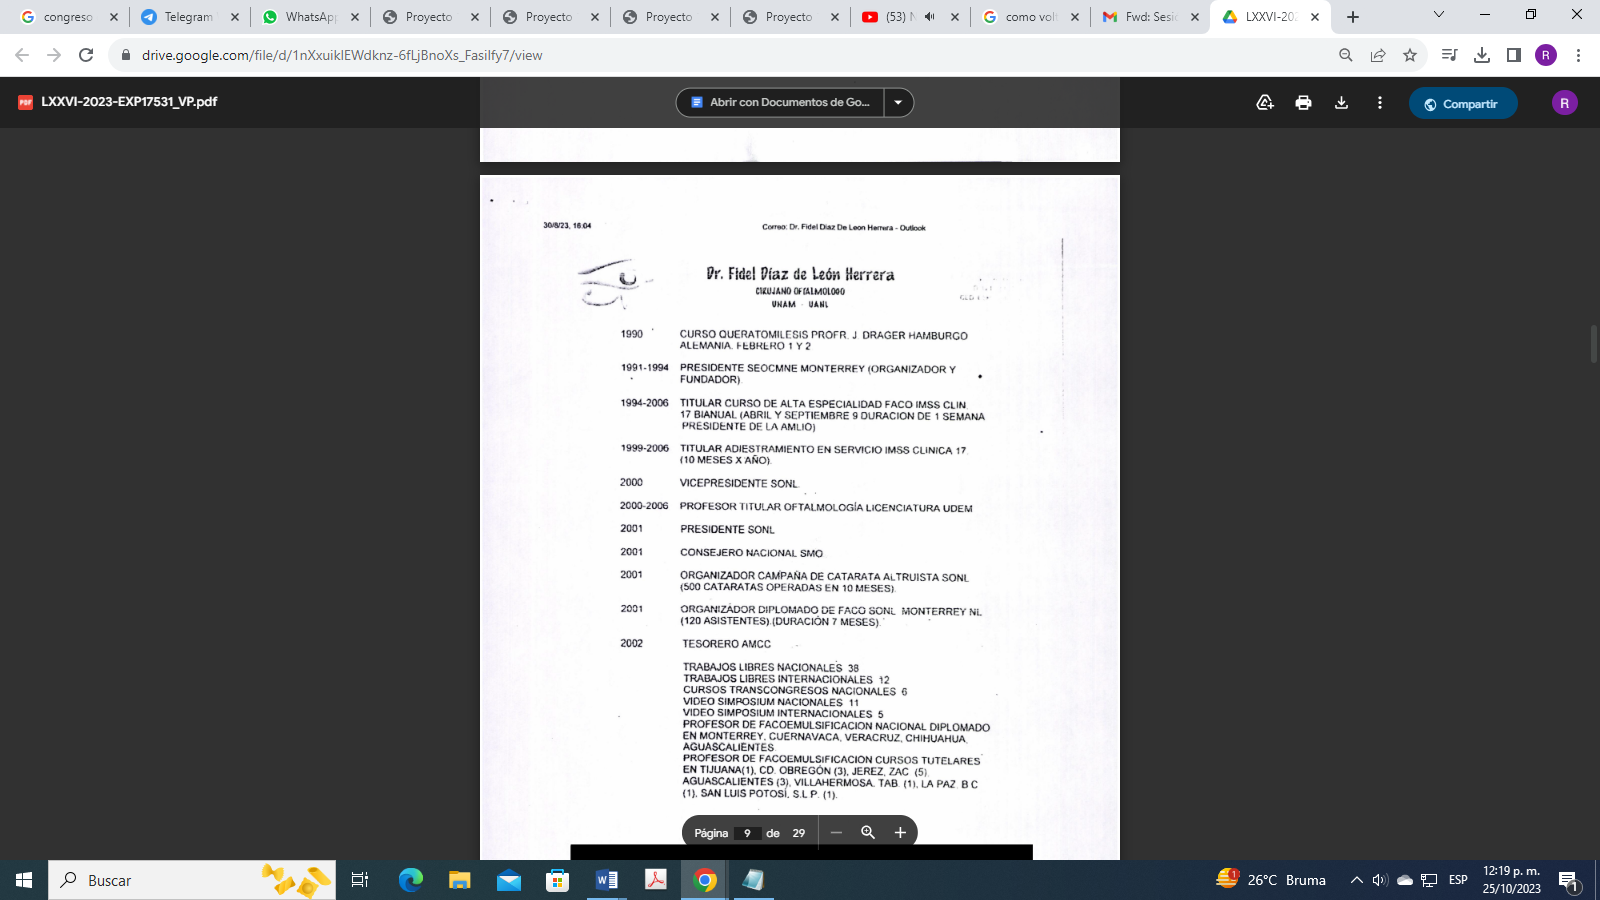 congreso
Telegram
WhatsApp
Proyecto
Proyecto
Proyecto
Proyecto
(53) N
como volt
Fwd: Sesi
LXXVI-202
drive.google.com/file/d/1nXxuiklEWdknz-6fLjBnoXs_Fasilfy7/view
R
PDF
LXXVI-2023-EXP17531_VP.pdf
Abrir con Documentos de Go...
Compartir
R
30/8/23, 16:04
Correo: Dr. Fidel Diaz De Leon Herrera - Outlook
Dr. Fidel Díaz de León Herrera
CIRUJANO OFTALMOLOGO
UNAM - UANL
1990 CURSO QUERATOMILESIS PROFR. J. DRAGER HAMBURGO
ALEMANIA. FEBRERO 1 Y 2
1991-1994 PRESIDENTE SEOCMNE MONTERREY (ORGANIZADOR Y
FUNDADOR).
1994-2006 TITULAR CURSO DE ALTA ESPECIALIDAD FACO IMSS CLIN.
17 BIANUAL (ABRIL Y SEPTIEMBRE 9 DURACION DE 1 SEMANA
PRESIDENTE DE LA AMLIO)
1999-2006 TITULAR ADIESTRAMIENTO EN SERVICIO IMSS CLINICA 17.
(10 MESES X AÑO).
2000 VICEPRESIDENTE SONL.
2000-2006 PROFESOR TITULAR OFTALMOLOGÍA LICENCIATURA UDEM
2001 PRESIDENTE SONL
2001 CONSEJERO NACIONAL SMO
2001 ORGANIZADOR CAMPAÑA DE CATARATA ALTRUISTA SONL
(500 CATARATAS OPERADAS EN 10 MESES).
2001 ORGANIZADOR DIPLOMADO DE FACO SONL MONTERREY NL
(120 ASISTENTES).(DURACIÓN 7 MESES).
2002 TESORERO AMCC
TRABAJOS LIBRES NACIONALES 38
TRABAJOS LIBRES INTERNACIONALES 12
CURSOS TRANSCONGRESOS NACIONALES 6
VIDEO SIMPOSIUM NACIONALES 11
VIDEO SIMPOSIUM INTERNACIONALES 5
PROFESOR DE FACOEMULSIFICACION NACIONAL DIPLOMADO
EN MONTERREY, CUERNAVACA, VERACRUZ, CHIHUAHUA,
AGUASCALIENTES.
PROFESOR DE FACOEMULSIFICACION CURSOS TUTELARES
EN TIJUANA(1), CD. OBREGÓN (3), JEREZ, ZAC. (5).
AGUASCALIENTES (3), VILLAHERMOSA, TAB. (1), LA PAZ. B C
(1), SAN LUIS POTOSÍ, S.L.P. (1).
Página 9 de 29
Buscar
1
26°C Bruma
ESP
12:19 p. m.
25/10/2023
1